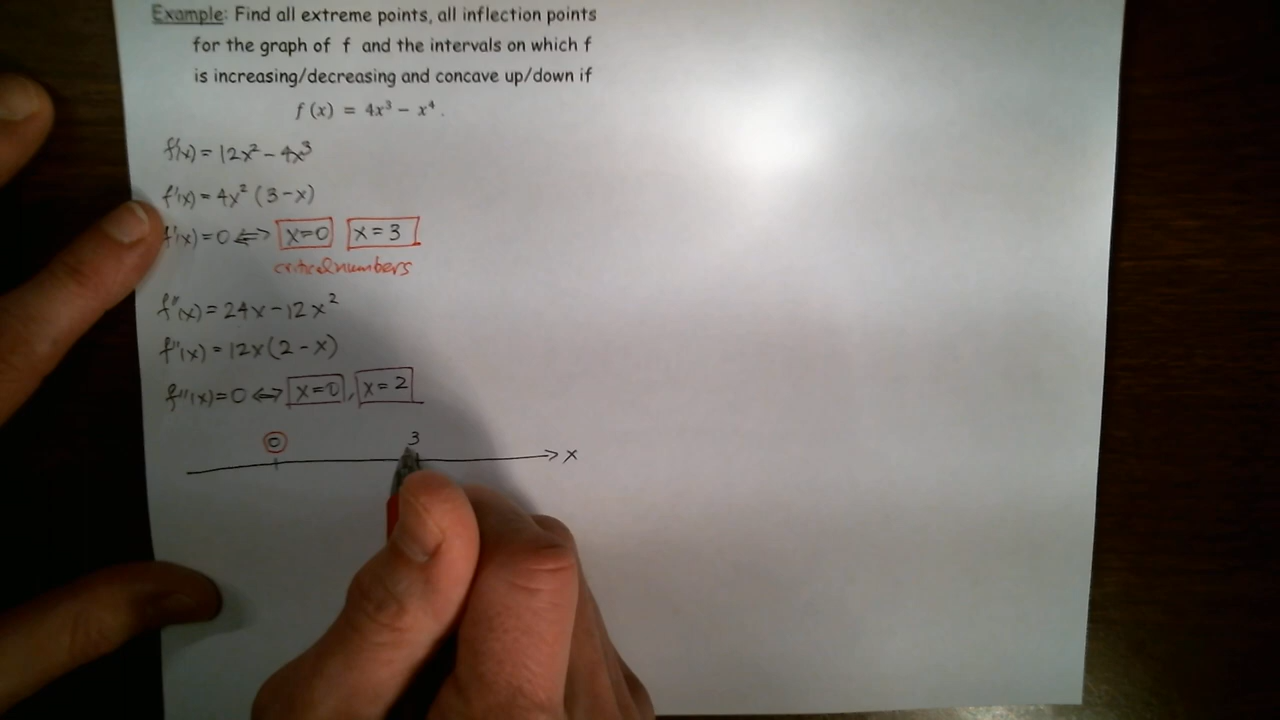 Example: Find all extreme points, all inflection points
for the graph of f and the intervals on which f
is increasing/decreasing and concave up/down if
f (x) = 4x³ − x⁴.
f'(x) = 12x² − 4x³
f'(x) = 4x² (3−x)
f'(x) = 0 ⇔ x=0 x=3
critical numbers
f''(x) = 24x − 12x²
f''(x) = 12x(2−x)
f''(x)=0 ⇔ x=0, x=2
0 3
x